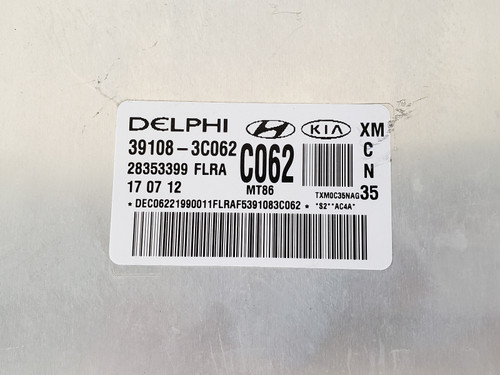 DELPHI H KIA XM
39108-3C062 C062 C
28353399 FLRA N
17 07 12 MT86 TXM0C35NAG 35
* DEC06221990011FLRAF5391083C062 * *S2**AC4A*